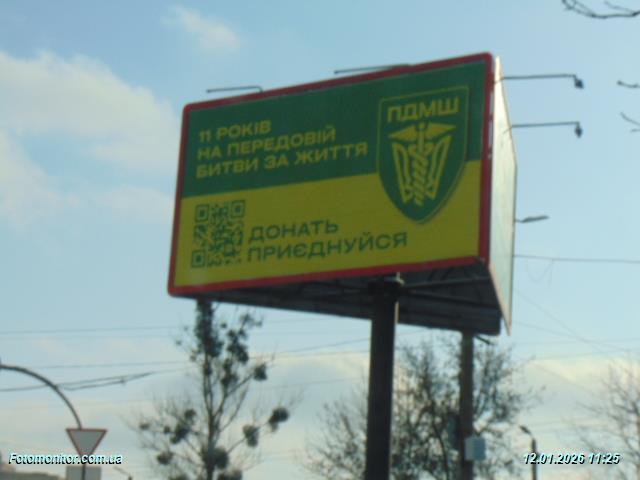 11 РОКІВ
НА ПЕРЕДОВІЙ
БИТВИ ЗА ЖИТТЯ
ПДМШ
ДОНАТЬ
ПРИЄДНУЙСЯ
Fotomonitor.com.ua
12.01.2026 11:25